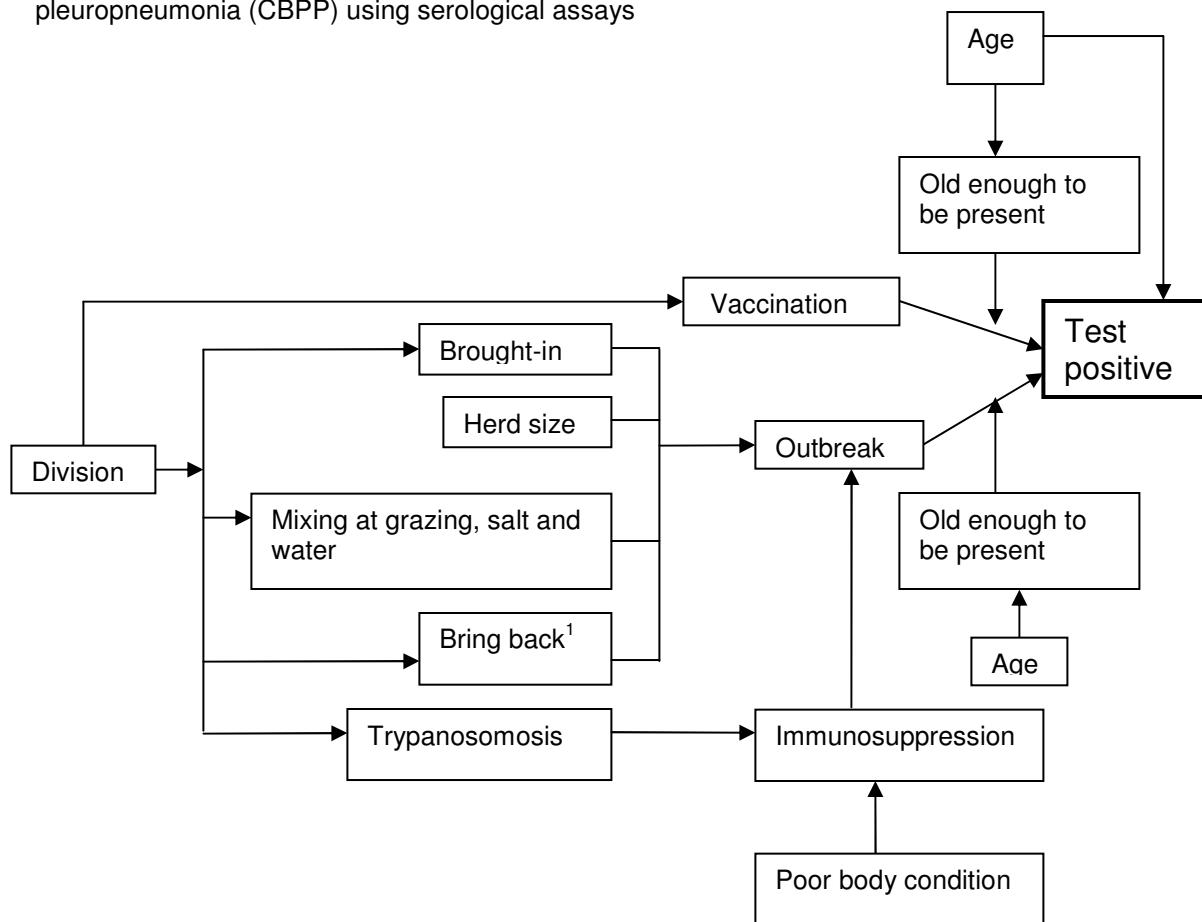 pleuropneumonia (CBPP) using serological assays
Age
Old enough to
be present
Vaccination
Test
positive
Brought-in
Herd size
Outbreak
Division
Mixing at grazing, salt and
water
Old enough to
be present
Bring back¹
Age
Trypanosomosis
Immunosuppression
Poor body condition